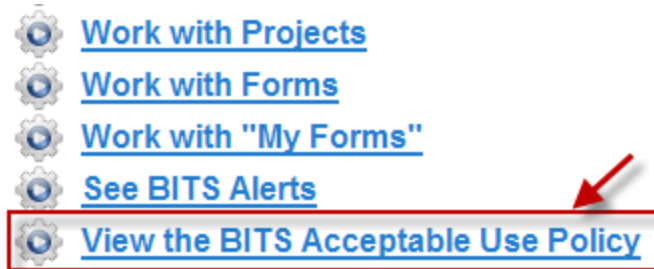 Work with Projects
Work with Forms
Work with "My Forms"
See BITS Alerts
View the BITS Acceptable Use Policy